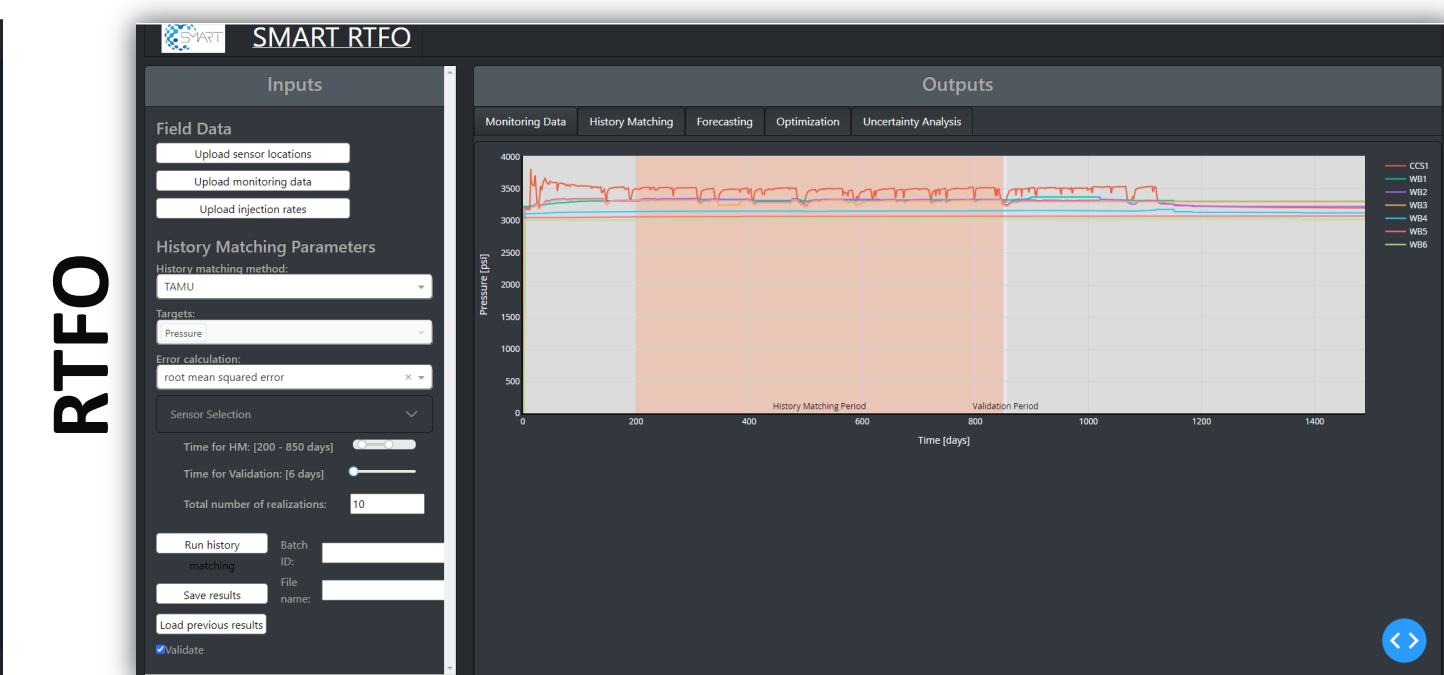 RTFO
SMART
SMART RTFO
Inputs
Field Data
Upload sensor locations
Upload monitoring data
Upload injection rates
History Matching Parameters
History matching method:
TAMU
Targets:
Pressure
Error calculation:
root mean squared error
Sensor Selection
Time for HM: [200 - 850 days]
Time for Validation: [6 days]
Total number of realizations:
10
Run history
matching
Batch
ID:
Save results
File
name:
Load previous results
Validate
Outputs
Monitoring Data
History Matching
Forecasting
Optimization
Uncertainty Analysis
4000
3500
3000
2500
2000
1500
1000
500
0
Pressure [psi]
History Matching Period
Validation Period
0
200
400
600
800
1000
1200
1400
Time [days]
CCS1
WB1
WB2
WB3
WB4
WB5
WB6